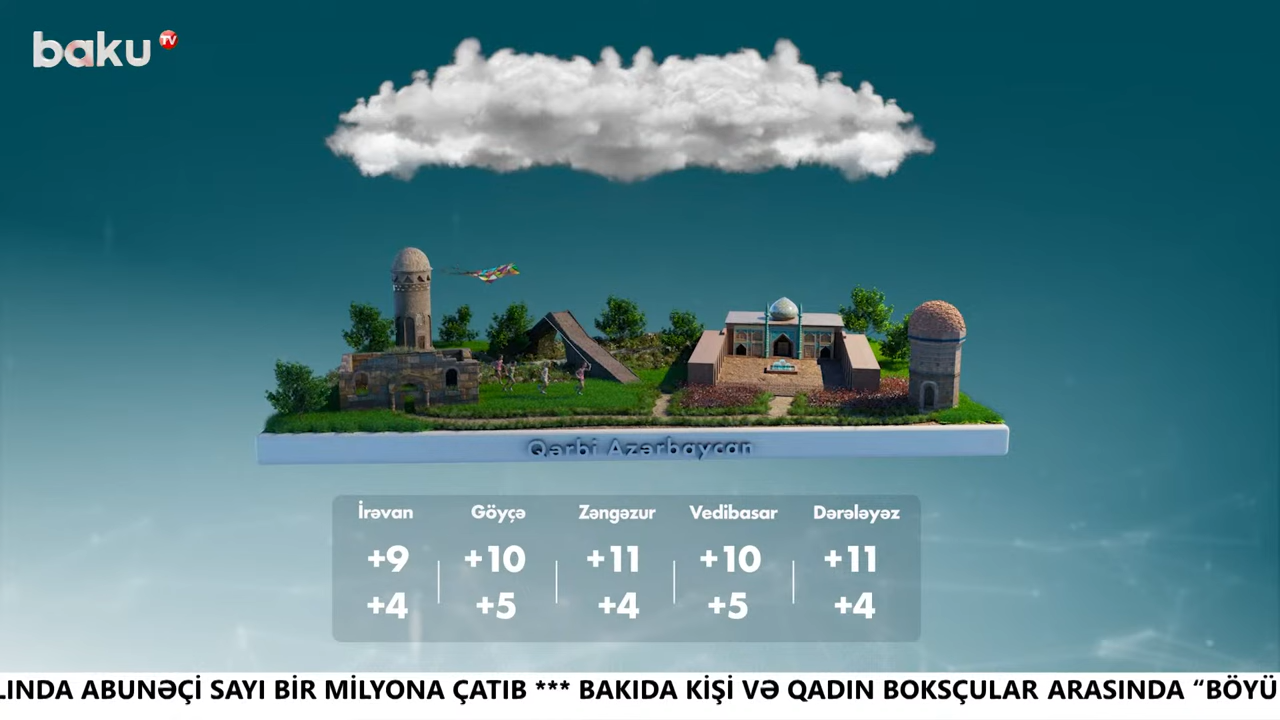 baku TV
Qərbi Azərbaycan
İrəvan Göyçə Zəngəzur Vedibasar Dərələyəz
+9 +10 +11 +10 +11
+4 +5 +4 +5 +4
LINDA ABUNƏÇİ SAYI BİR MİLYONA ÇATIB *** BAKIDA KİŞİ VƏ QADIN BOKSÇULAR ARASINDA “BÖYÜ